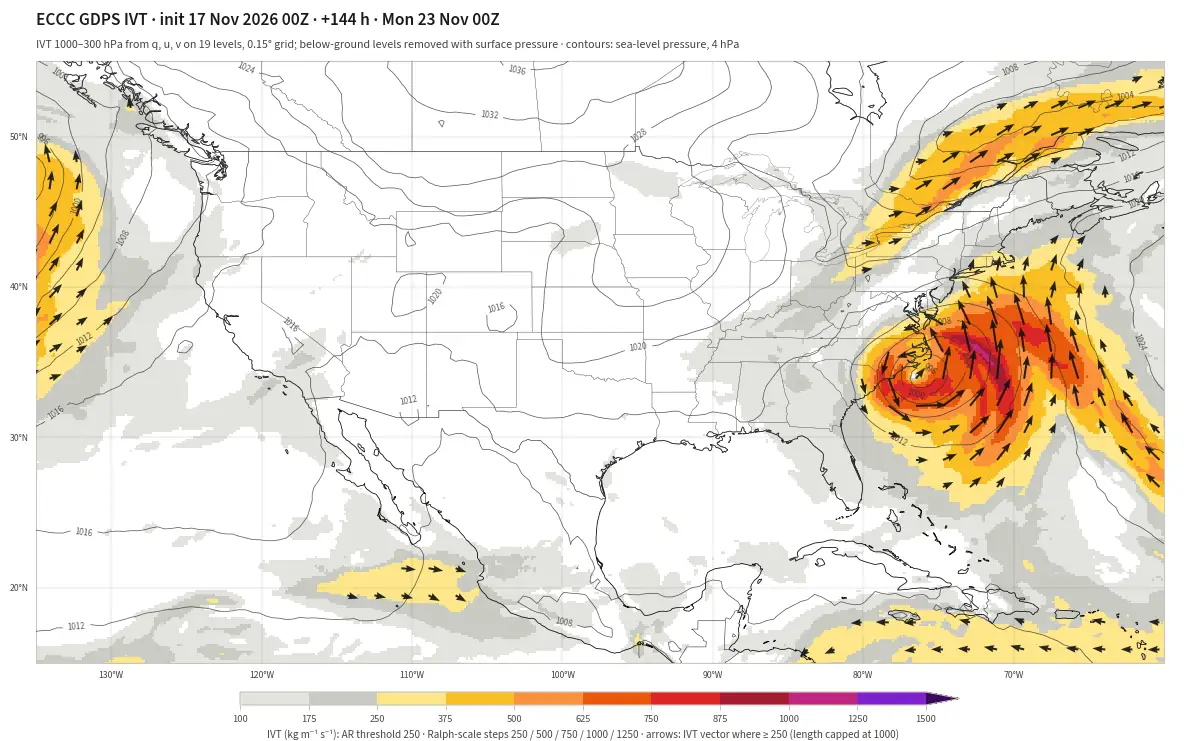 ECCC GDPS IVT · init 17 Nov 2026 00Z · +144 h · Mon 23 Nov 00Z
IVT 1000–300 hPa from q, u, v on 19 levels, 0.15° grid; below-ground levels removed with surface pressure · contours: sea-level pressure, 4 hPa
1024
1036
1008
1004
1032
1028
50°N
1012
1008
1020
40°N
1016
1016
1012
1008
1024
1016
1020
1012
1016
30°N
1012
1016
20°N
1012
1008
130°W 120°W 110°W 100°W 90°W 80°W 70°W
100 175 250 375 500 625 750 875 1000 1250 1500
IVT (kg m⁻¹ s⁻¹): AR threshold 250 · Ralph-scale steps 250 / 500 / 750 / 1000 / 1250 · arrows: IVT vector where ≥ 250 (length capped at 1000)